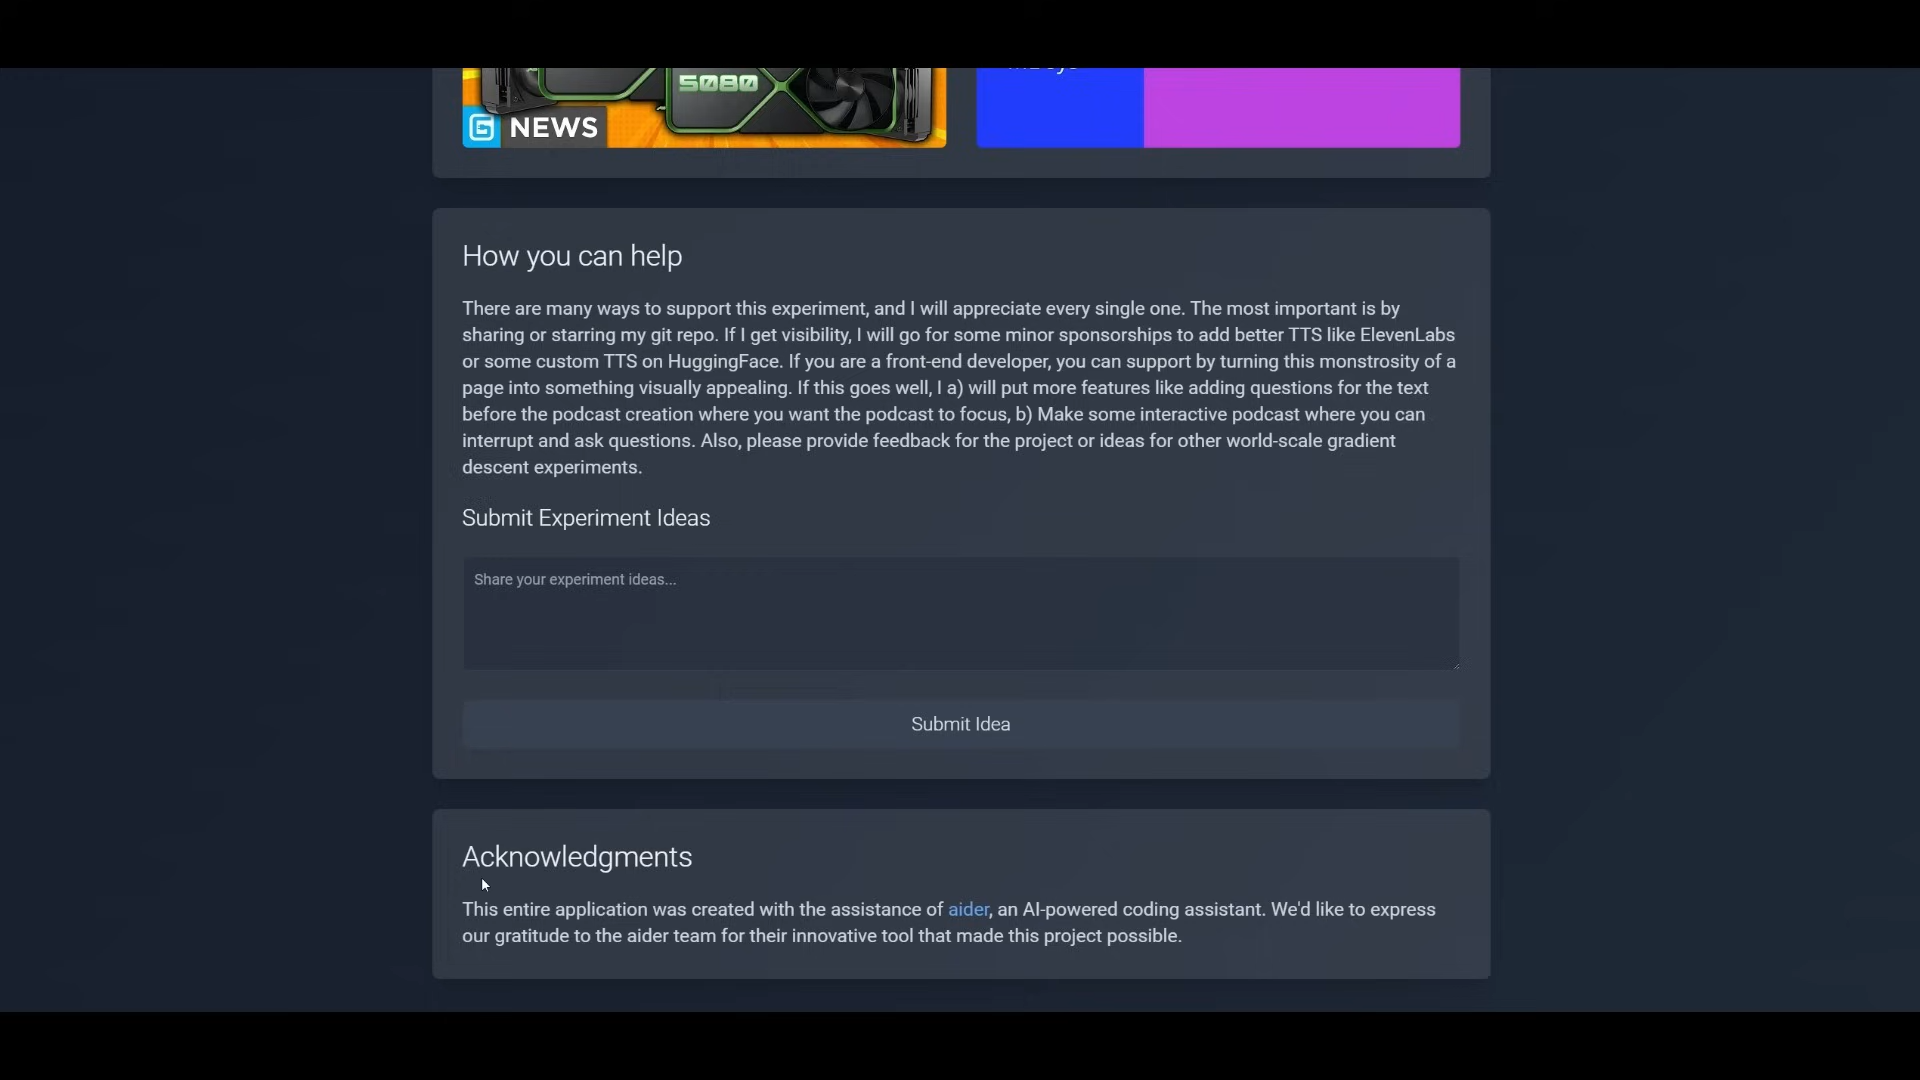 5080
NEWS
How you can help
There are many ways to support this experiment, and I will appreciate every single one. The most important is by
sharing or starring my git repo. If I get visibility, I will go for some minor sponsorships to add better TTS like ElevenLabs
or some custom TTS on HuggingFace. If you are a front-end developer, you can support by turning this monstrosity of a
page into something visually appealing. If this goes well, I a) will put more features like adding questions for the text
before the podcast creation where you want the podcast to focus, b) Make some interactive podcast where you can
interrupt and ask questions. Also, please provide feedback for the project or ideas for other world-scale gradient
descent experiments.
Submit Experiment Ideas
Share your experiment ideas...
Submit Idea
Acknowledgments
This entire application was created with the assistance of aider, an AI-powered coding assistant. We'd like to express
our gratitude to the aider team for their innovative tool that made this project possible.